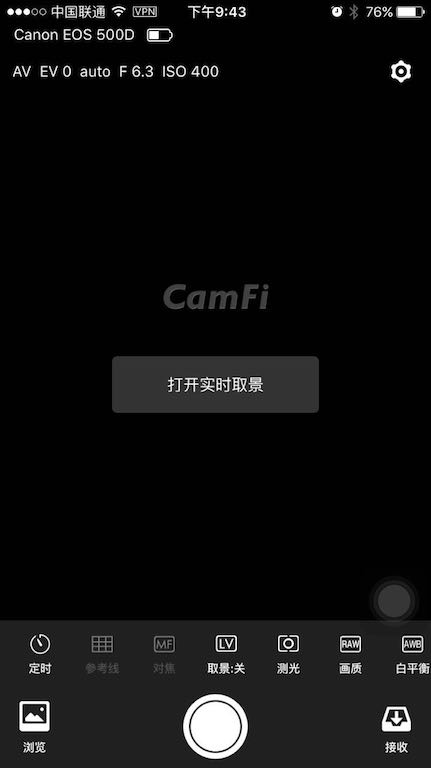 中国联通 VPN 下午9:43 76%
Canon EOS 500D
AV EV 0 auto F 6.3 ISO 400
CamFi
打开实时取景
MF LV RAW AWB
定时 参考线 对焦 取景:关 测光 画质 白平衡
浏览 接收